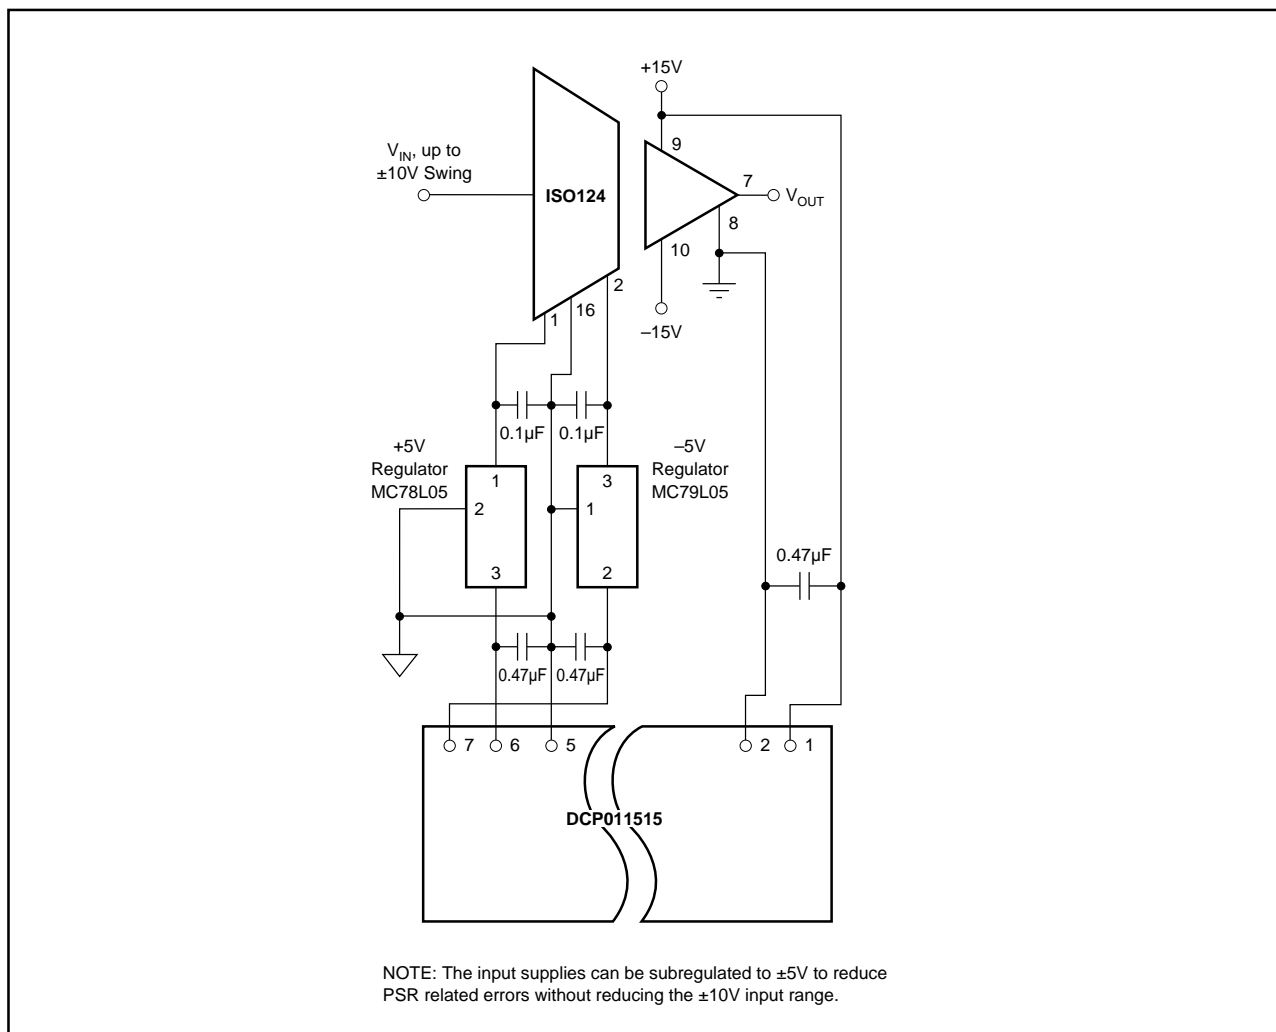 +15V
9
V_IN, up to
±10V Swing
ISO124
7
V_OUT
8
10
2
16
1
–15V
0.1µF
0.1µF
+5V
Regulator
MC78L05
–5V
Regulator
MC79L05
1
2
3
3
1
2
0.47µF
0.47µF
0.47µF
7
6
5
2
1
DCP011515
NOTE: The input supplies can be subregulated to ±5V to reduce
PSR related errors without reducing the ±10V input range.